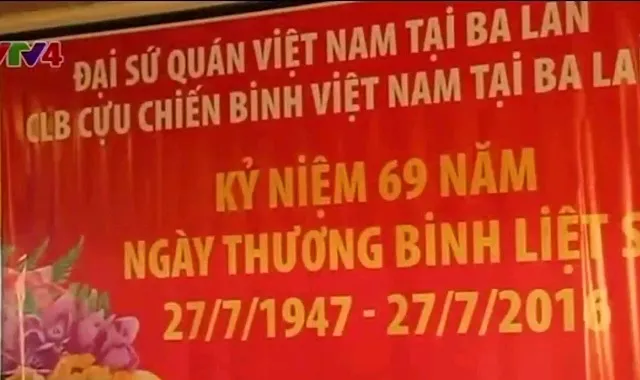 VTV4
ĐẠI SỨ QUÁN VIỆT NAM TẠI BA LAN
CLB CỰU CHIẾN BINH VIỆT NAM TẠI BA LA
KỶ NIỆM 69 NĂM
NGÀY THƯƠNG BINH LIỆT S
27/7/1947 - 27/7/2016